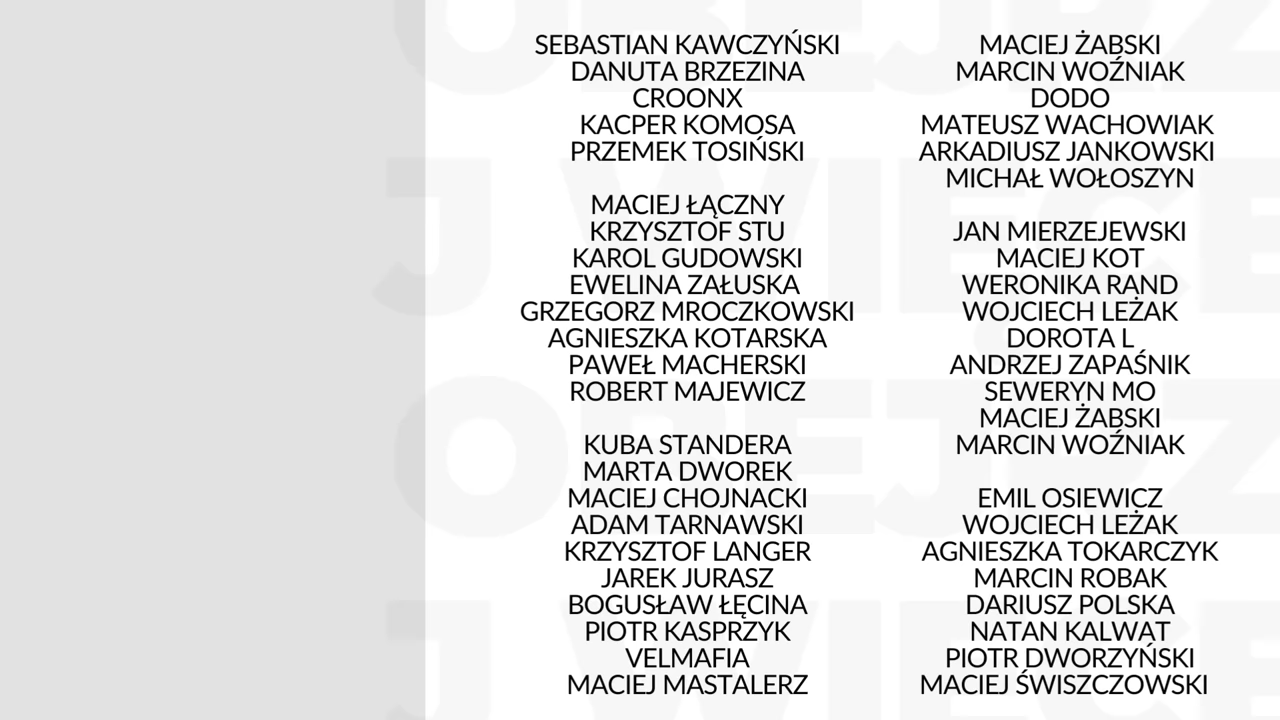 SEBASTIAN KAWCZYŃSKI
DANUTA BRZEZINA
CROONX
KACPER KOMOSA
PRZEMEK TOSIŃSKI
MACIEJ ŁĄCZNY
KRZYSZTOF STU
KAROL GUDOWSKI
EWELINA ZAŁUSKA
GRZEGORZ MROCZKOWSKI
AGNIESZKA KOTARSKA
PAWEŁ MACHERSKI
ROBERT MAJEWICZ
KUBA STANDERA
MARTA DWOREK
MACIEJ CHOJNACKI
ADAM TARNAWSKI
KRZYSZTOF LANGER
JAREK JURASZ
BOGUSŁAW ŁĘCINA
PIOTR KASPRZYK
VELMAFIA
MACIEJ MASTALERZ
MACIEJ ŻABSKI
MARCIN WOŹNIAK
DODO
MATEUSZ WACHOWIAK
ARKADIUSZ JANKOWSKI
MICHAŁ WOŁOSZYN
JAN MIERZEJEWSKI
MACIEJ KOT
WERONIKA RAND
WOJCIECH LEŻAK
DOROTA L
ANDRZEJ ZAPAŚNIK
SEWERYN MO
MACIEJ ŻABSKI
MARCIN WOŹNIAK
EMIL OSIEWICZ
WOJCIECH LEŻAK
AGNIESZKA TOKARCZYK
MARCIN ROBAK
DARIUSZ POLSKA
NATAN KALWAT
PIOTR DWORZYŃSKI
MACIEJ ŚWISZCZOWSKI